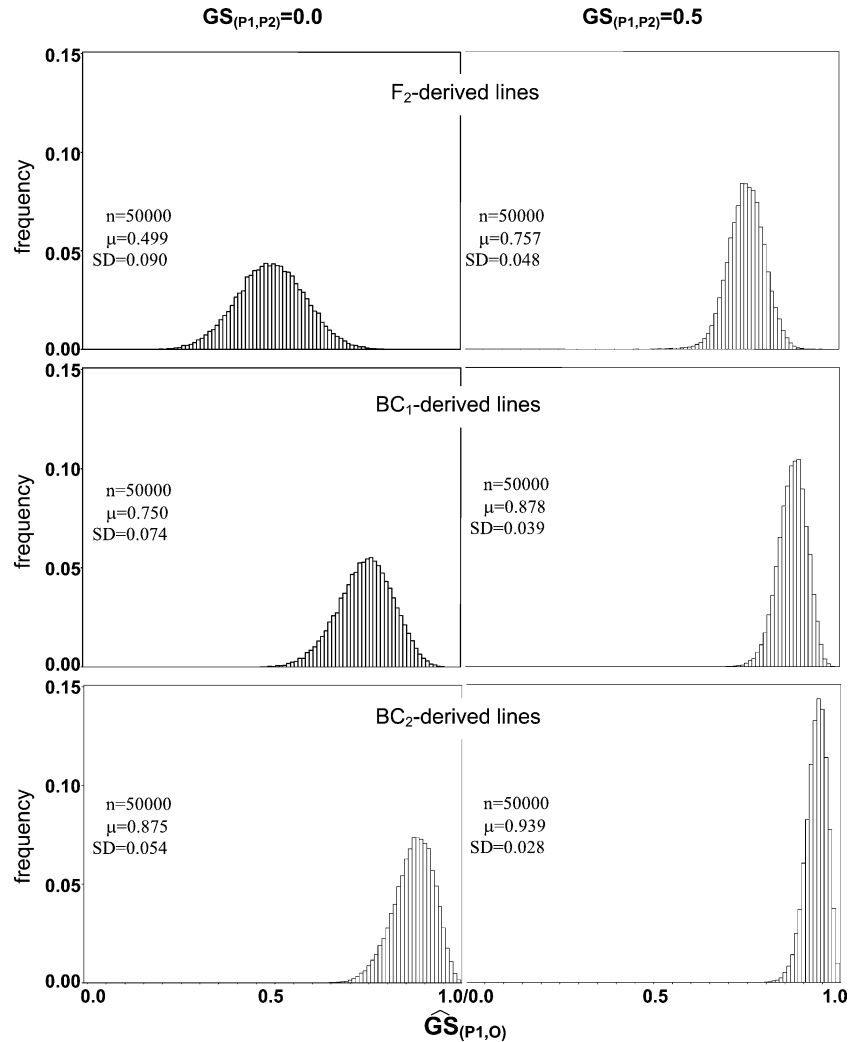 GS(P1,P2)=0.0 GS(P1,P2)=0.5
0.15
F2-derived lines
0.10
frequency
n=50000
μ=0.499
SD=0.090
n=50000
μ=0.757
SD=0.048
0.05
0.00
0.15
BC1-derived lines
0.10
frequency
n=50000
μ=0.750
SD=0.074
n=50000
μ=0.878
SD=0.039
0.05
0.00
0.15
BC2-derived lines
0.10
frequency
n=50000
μ=0.875
SD=0.054
n=50000
μ=0.939
SD=0.028
0.05
0.00
0.0 0.5 1.0/0.0 0.5 1.0
ĜS(P1,O)